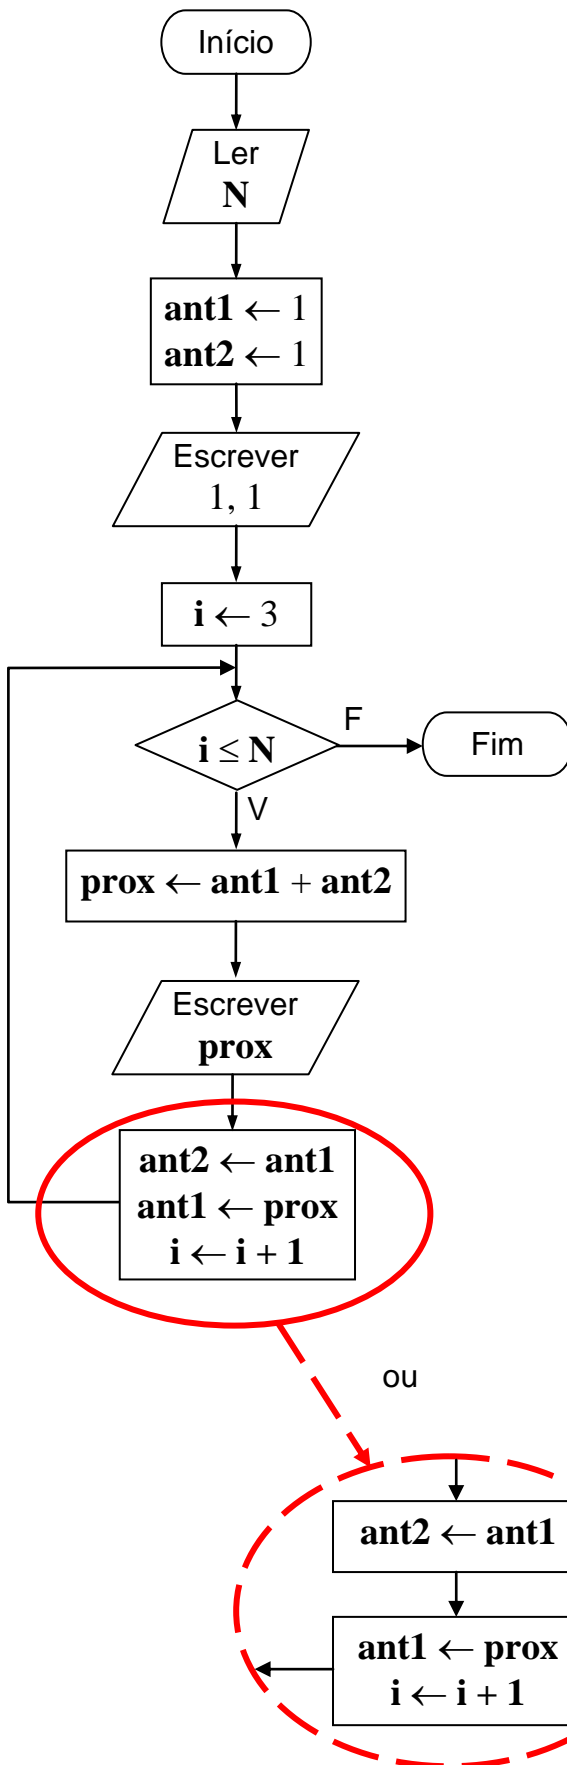 Início
Ler
N
ant1 ← 1
ant2 ← 1
Escrever
1, 1
i ← 3
i ≤ N
F
Fim
V
prox ← ant1 + ant2
Escrever
prox
ant2 ← ant1
ant1 ← prox
i ← i + 1
ou
ant2 ← ant1
ant1 ← prox
i ← i + 1